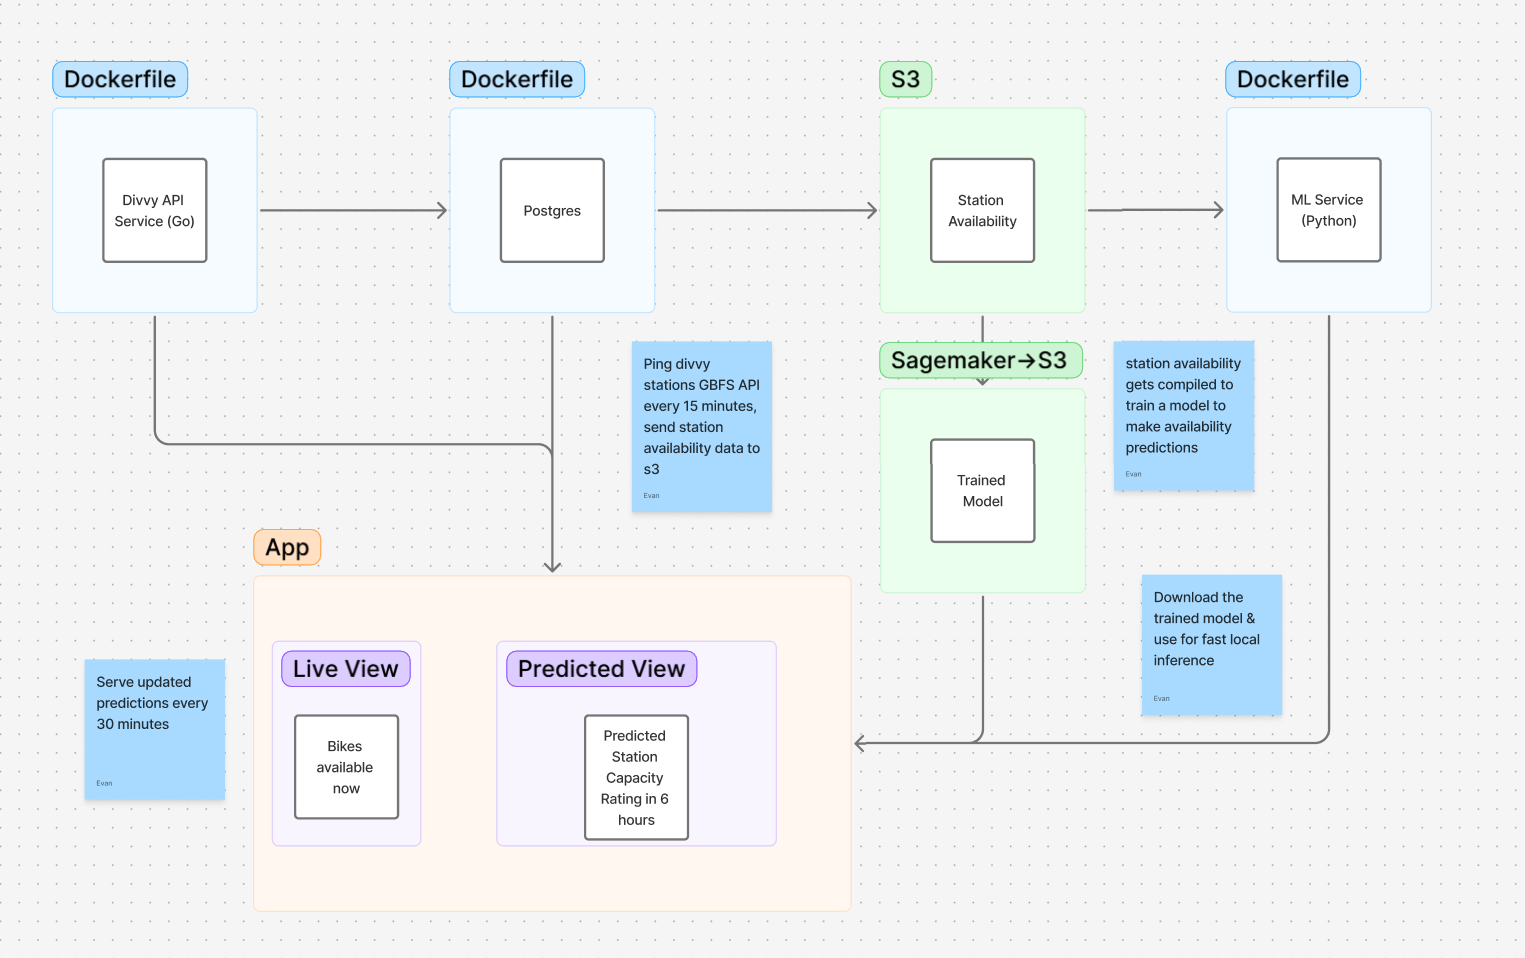 Dockerfile
Dockerfile
S3
Dockerfile
Divvy API
Service (Go)
Postgres
Station
Availability
ML Service
(Python)
Ping divvy
stations GBFS API
every 15 minutes,
send station
availability data to
s3
Evan
Sagemaker→S3
station availability
gets compiled to
train a model to
make availability
predictions
Evan
Trained
Model
App
Download the
trained model &
use for fast local
inference
Evan
Serve updated
predictions every
30 minutes
Evan
Live View
Bikes
available
now
Predicted View
Predicted
Station
Capacity
Rating in 6
hours